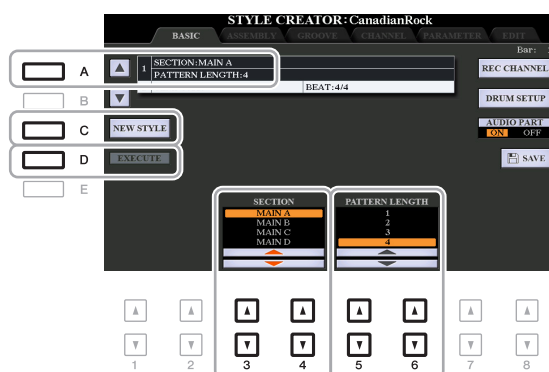 STYLE CREATOR: CanadianRock
BASIC ASSEMBLY GROOVE CHANNEL PARAMETER EDIT
Bar:
A
1 SECTION:MAIN A
PATTERN LENGTH:4
REC CHANNEL
B
BEAT:4/4
DRUM SETUP
C
NEW STYLE
AUDIO PART
ON OFF
D
EXECUTE
SAVE
E
SECTION
MAIN A
MAIN B
MAIN C
MAIN D
PATTERN LENGTH
1
2
3
4
1 2 3 4 5 6 7 8